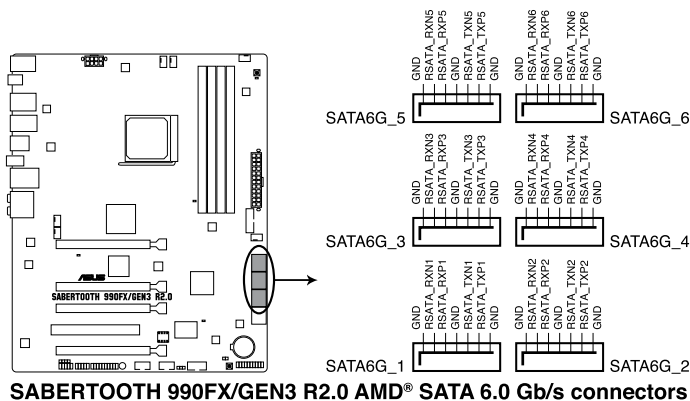 GND
RSATA_RXN5
RSATA_RXP5
GND
RSATA_TXN5
RSATA_TXP5
GND
GND
RSATA_RXN6
RSATA_RXP6
GND
RSATA_TXN6
RSATA_TXP6
GND
SATA6G_5
SATA6G_6
GND
RSATA_RXN3
RSATA_RXP3
GND
RSATA_TXN3
RSATA_TXP3
GND
GND
RSATA_RXN4
RSATA_RXP4
GND
RSATA_TXN4
RSATA_TXP4
GND
SATA6G_3
SATA6G_4
GND
RSATA_RXN1
RSATA_RXP1
GND
RSATA_TXN1
RSATA_TXP1
GND
GND
RSATA_RXN2
RSATA_RXP2
GND
RSATA_TXN2
RSATA_TXP2
GND
SATA6G_1
SATA6G_2
ASUS
SABERTOOTH 990FX/GEN3 R2.0
SABERTOOTH 990FX/GEN3 R2.0 AMD® SATA 6.0 Gb/s connectors